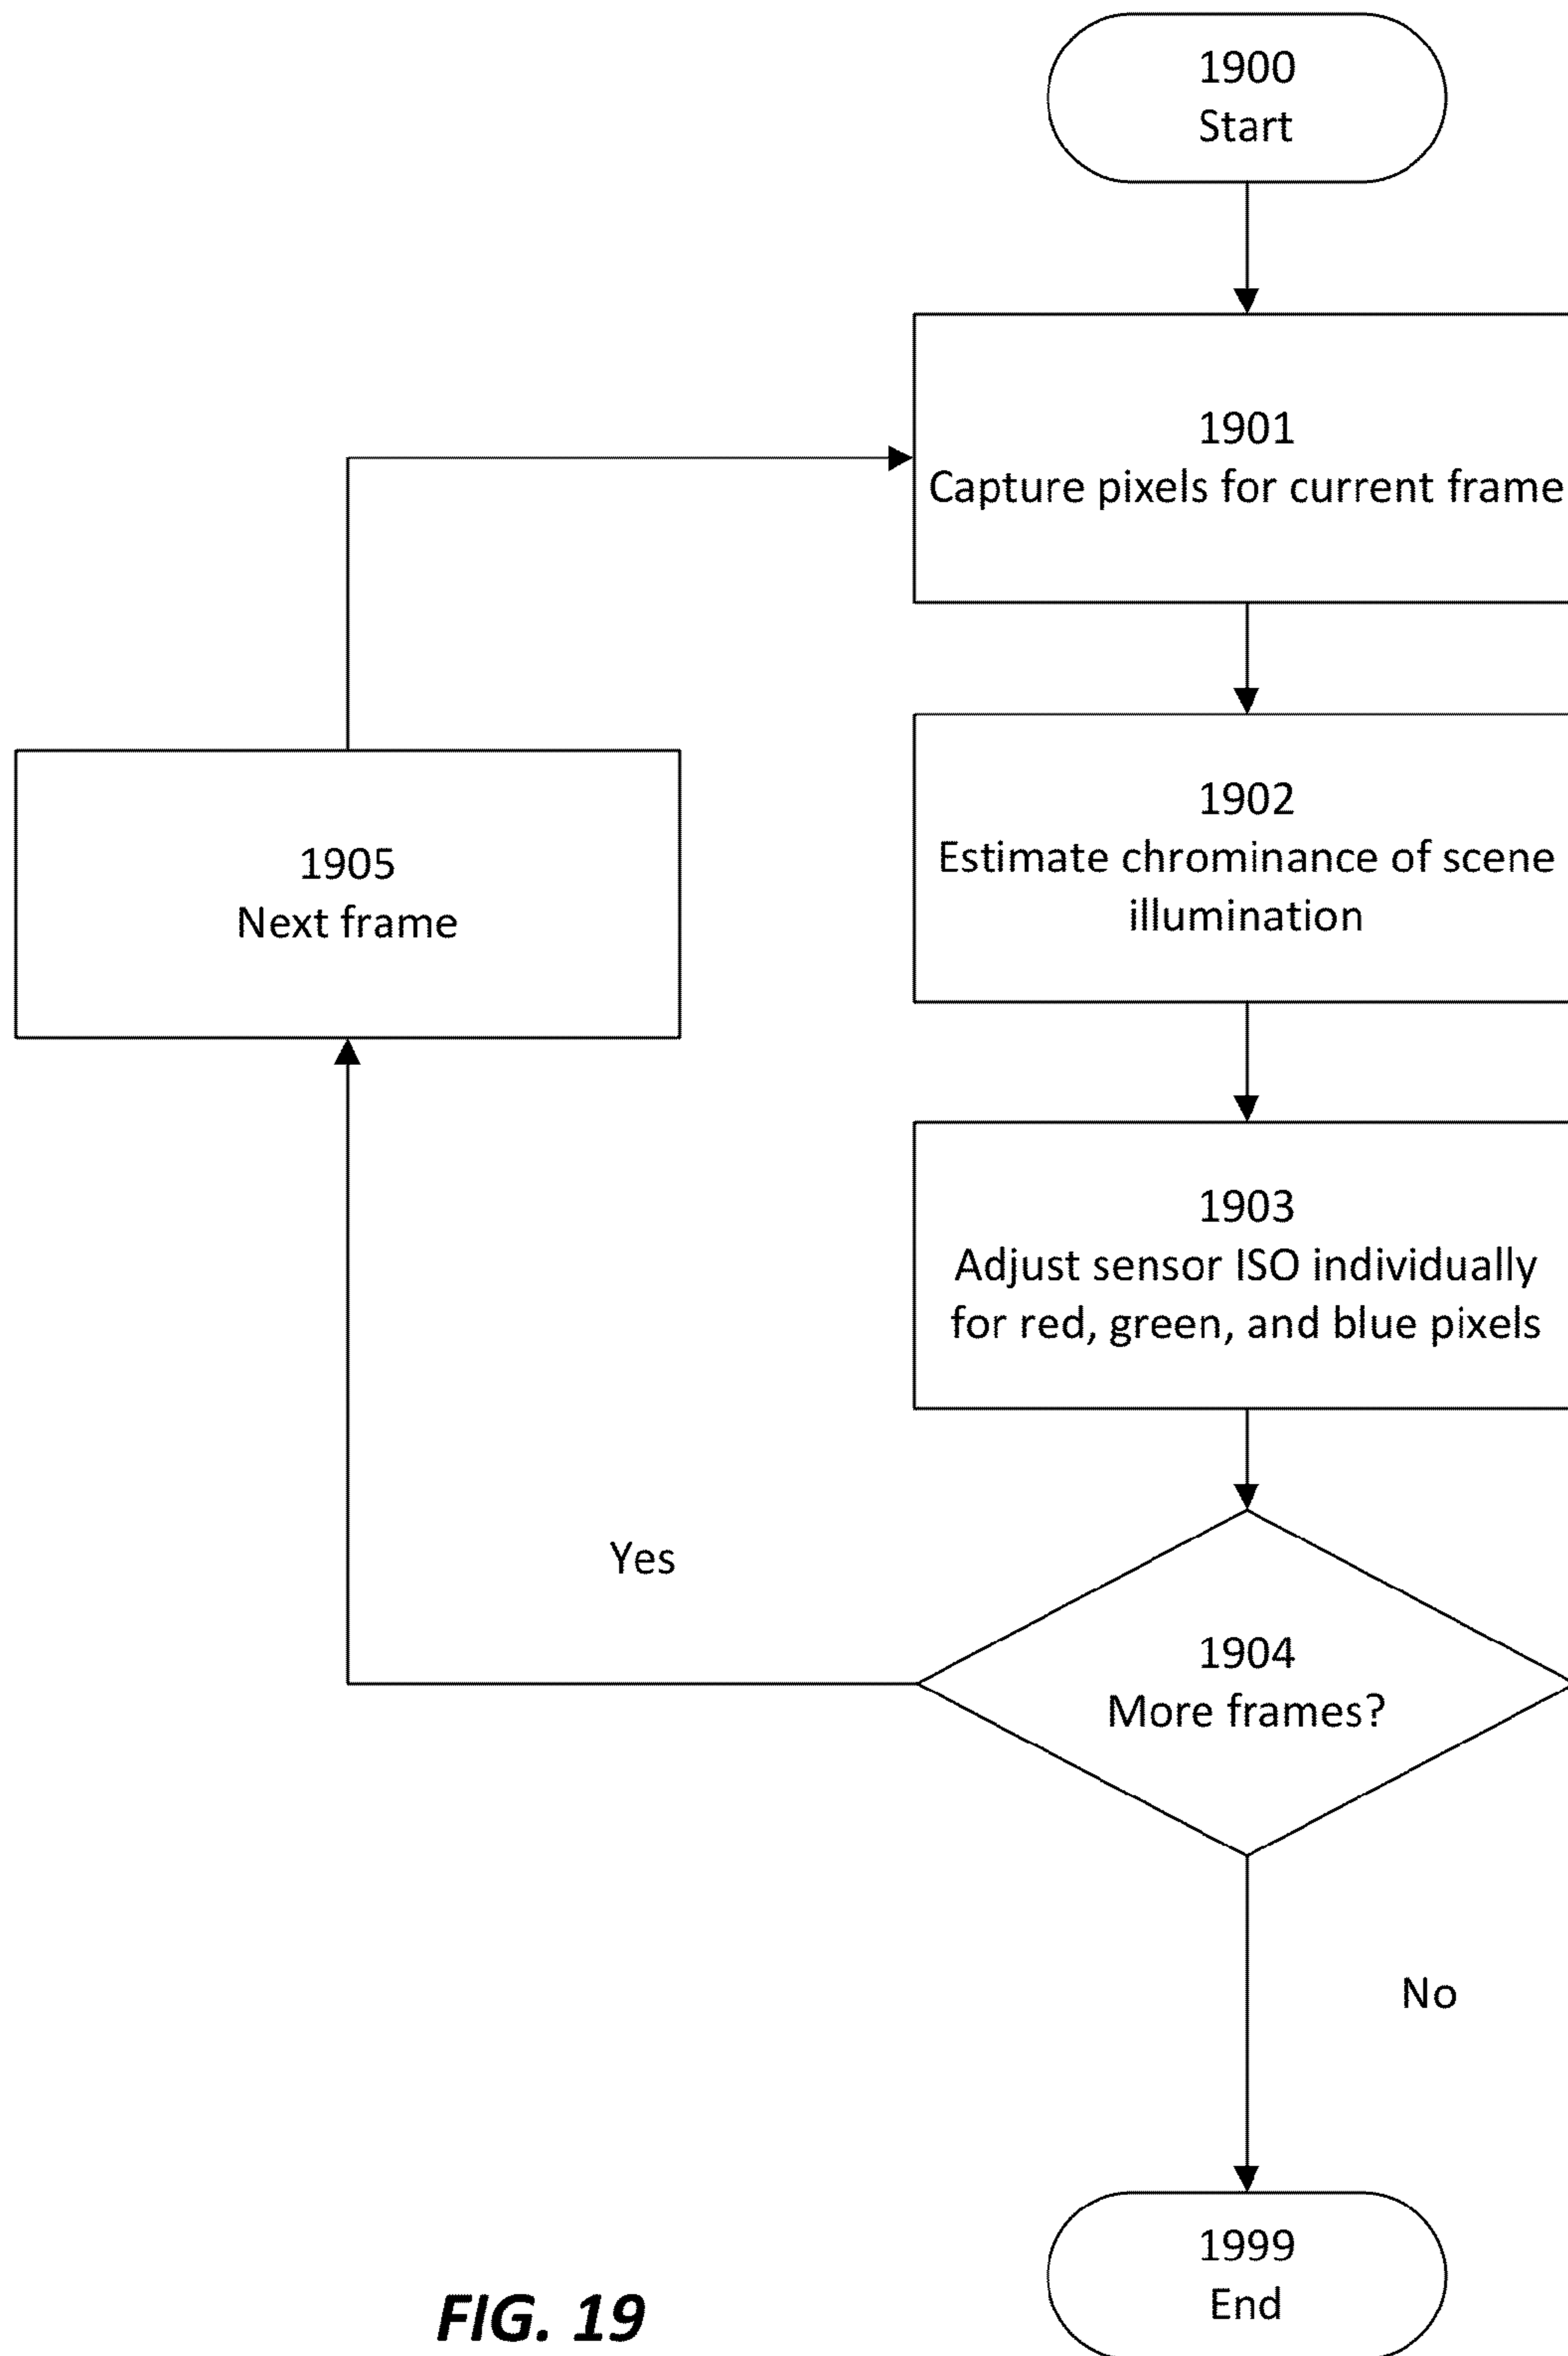 1900
Start
1901
Capture pixels for current frame
1902
Estimate chrominance of scene
illumination
1905
Next frame
1903
Adjust sensor ISO individually
for red, green, and blue pixels
Yes
1904
More frames?
No
1999
End
FIG. 19